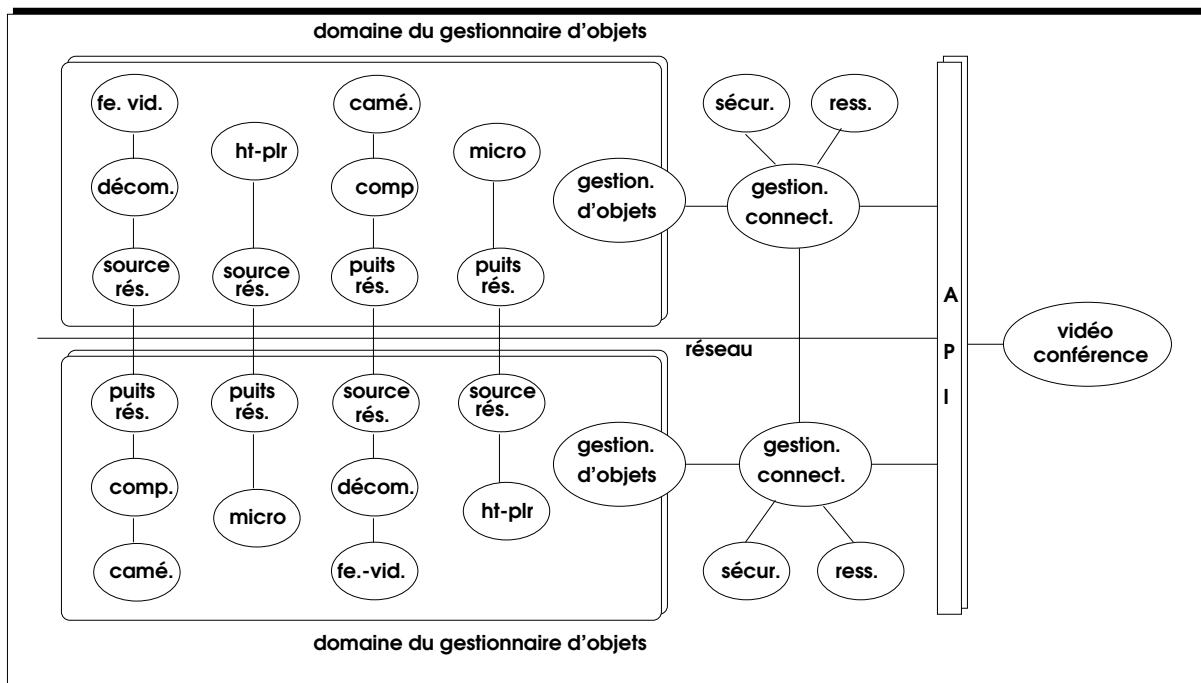 domaine du gestionnaire d'objets
fe. vid.
camé.
sécur.
ress.
ht-plr
micro
décom.
comp
gestion.
d'objets
gestion.
connect.
source
rés.
source
rés.
puits
rés.
puits
rés.
A
P
I
vidéo
conférence
réseau
puits
rés.
puits
rés.
source
rés.
source
rés.
gestion.
d'objets
gestion.
connect.
comp.
micro
décom.
ht-plr
camé.
fe.-vid.
sécur.
ress.
domaine du gestionnaire d'objets